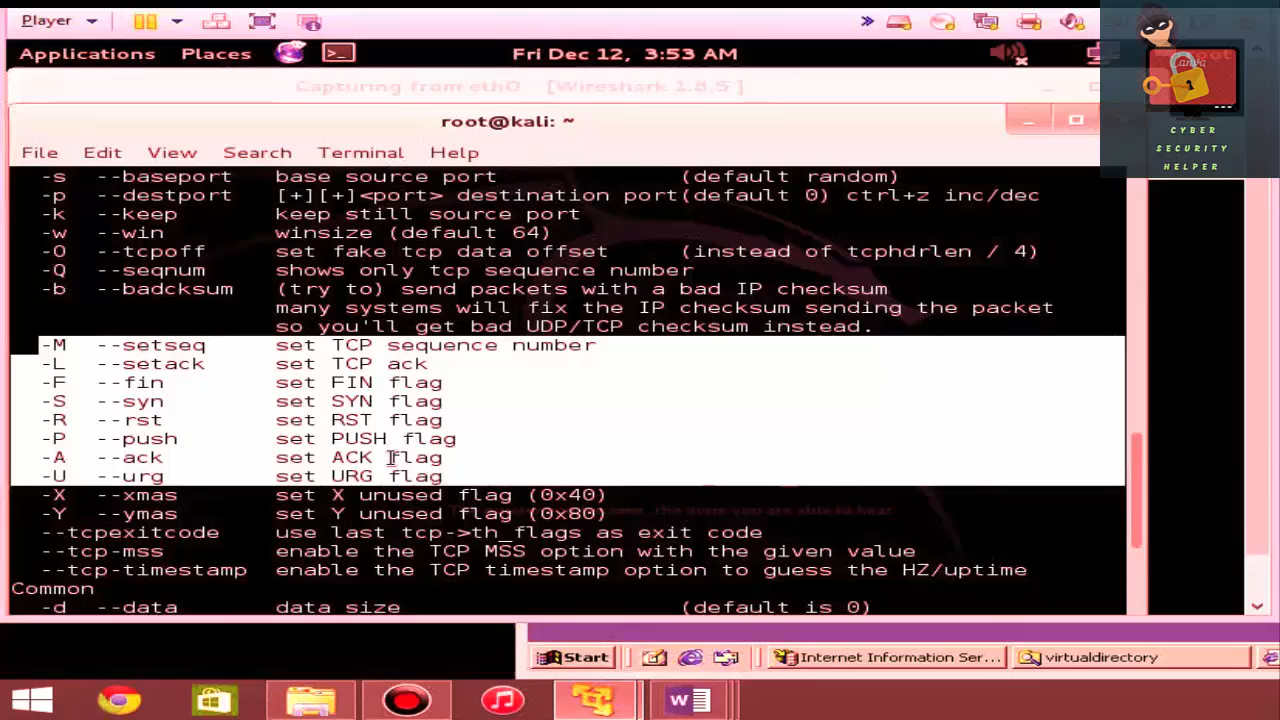 Player
Applications Places Fri Dec 12, 3:53 AM root
Capturing from eth0 [Wireshark 1.8.5]
root@kali: ~
File Edit View Search Terminal Help
Canva
CYBER
SECURITY
HELPER
-s --baseport base source port (default random)
-p --destport [+][+]<port> destination port(default 0) ctrl+z inc/dec
-k --keep keep still source port
-w --win winsize (default 64)
-O --tcpoff set fake tcp data offset (instead of tcphdrlen / 4)
-Q --seqnum shows only tcp sequence number
-b --badcksum (try to) send packets with a bad IP checksum
many systems will fix the IP checksum sending the packet
so you'll get bad UDP/TCP checksum instead.
-M --setseq set TCP sequence number
-L --setack set TCP ack
-F --fin set FIN flag
-S --syn set SYN flag
-R --rst set RST flag
-P --push set PUSH flag
-A --ack set ACK flag
-U --urg set URG flag
-X --xmas set X unused flag (0x40)
-Y --ymas set Y unused flag (0x80)
--tcpexitcode use last tcp->th_flags as exit code
--tcp-mss enable the TCP MSS option with the given value
--tcp-timestamp enable the TCP timestamp option to guess the HZ/uptime
Common
-d --data data size (default is 0)
Start Internet Information Ser... virtualdirectory